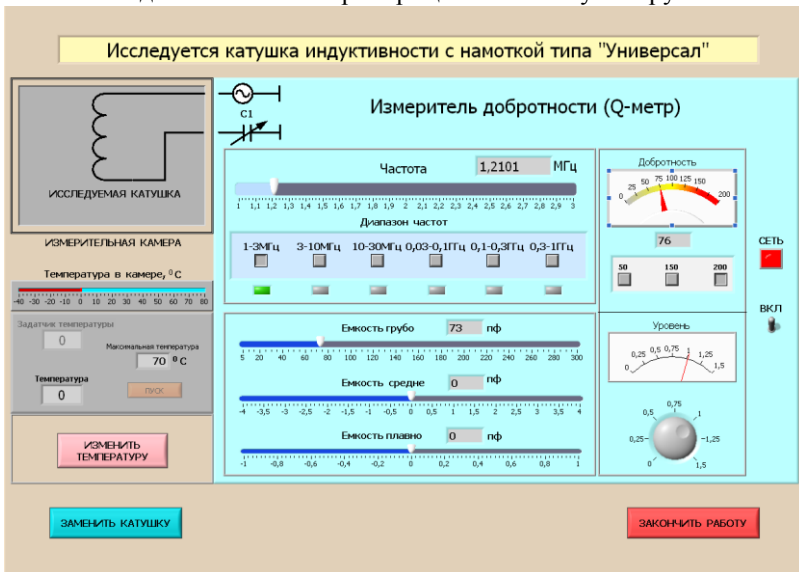 Исследуется катушка индуктивности с намоткой типа "Универсал"
С1
ИССЛЕДУЕМАЯ КАТУШКА
ИЗМЕРИТЕЛЬНАЯ КАМЕРА
Температура в камере, ⁰С
-40 -30 -20 -10 0 10 20 30 40 50 60 70 80
Задатчик температуры
0
Максимальная температура
70 ⁰С
Температура
0
ПУСК
ИЗМЕНИТЬ
ТЕМПЕРАТУРУ
ЗАМЕНИТЬ КАТУШКУ
Измеритель добротности (Q-метр)
Частота 1,2101 МГц
1 1,1 1,2 1,3 1,4 1,5 1,6 1,7 1,8 1,9 2 2,1 2,2 2,3 2,4 2,5 2,6 2,7 2,8 2,9 3
Диапазон частот
1-3МГц 3-10МГц 10-30МГц 0,03-0,1ГГц 0,1-0,3ГГц 0,3-1ГГц
Емкость грубо 73 пф
5 20 40 60 80 100 120 140 160 180 200 220 240 260 280 300
Емкость средне 0 пф
-4 -3,5 -3 -2,5 -2 -1,5 -1 -0,5 0 0,5 1 1,5 2 2,5 3 3,5 4
Емкость плавно 0 пф
-1 -0,8 -0,6 -0,4 -0,2 0 0,2 0,4 0,6 0,8 1
Добротность
0 25 50 75 100 125 150 200
76
50 150 200
Уровень
0 0,25 0,5 0,75 1 1,25 1,5
0 0,25 0,5 0,75 1 1,25 1,5
СЕТЬ
ВКЛ
ЗАКОНЧИТЬ РАБОТУ